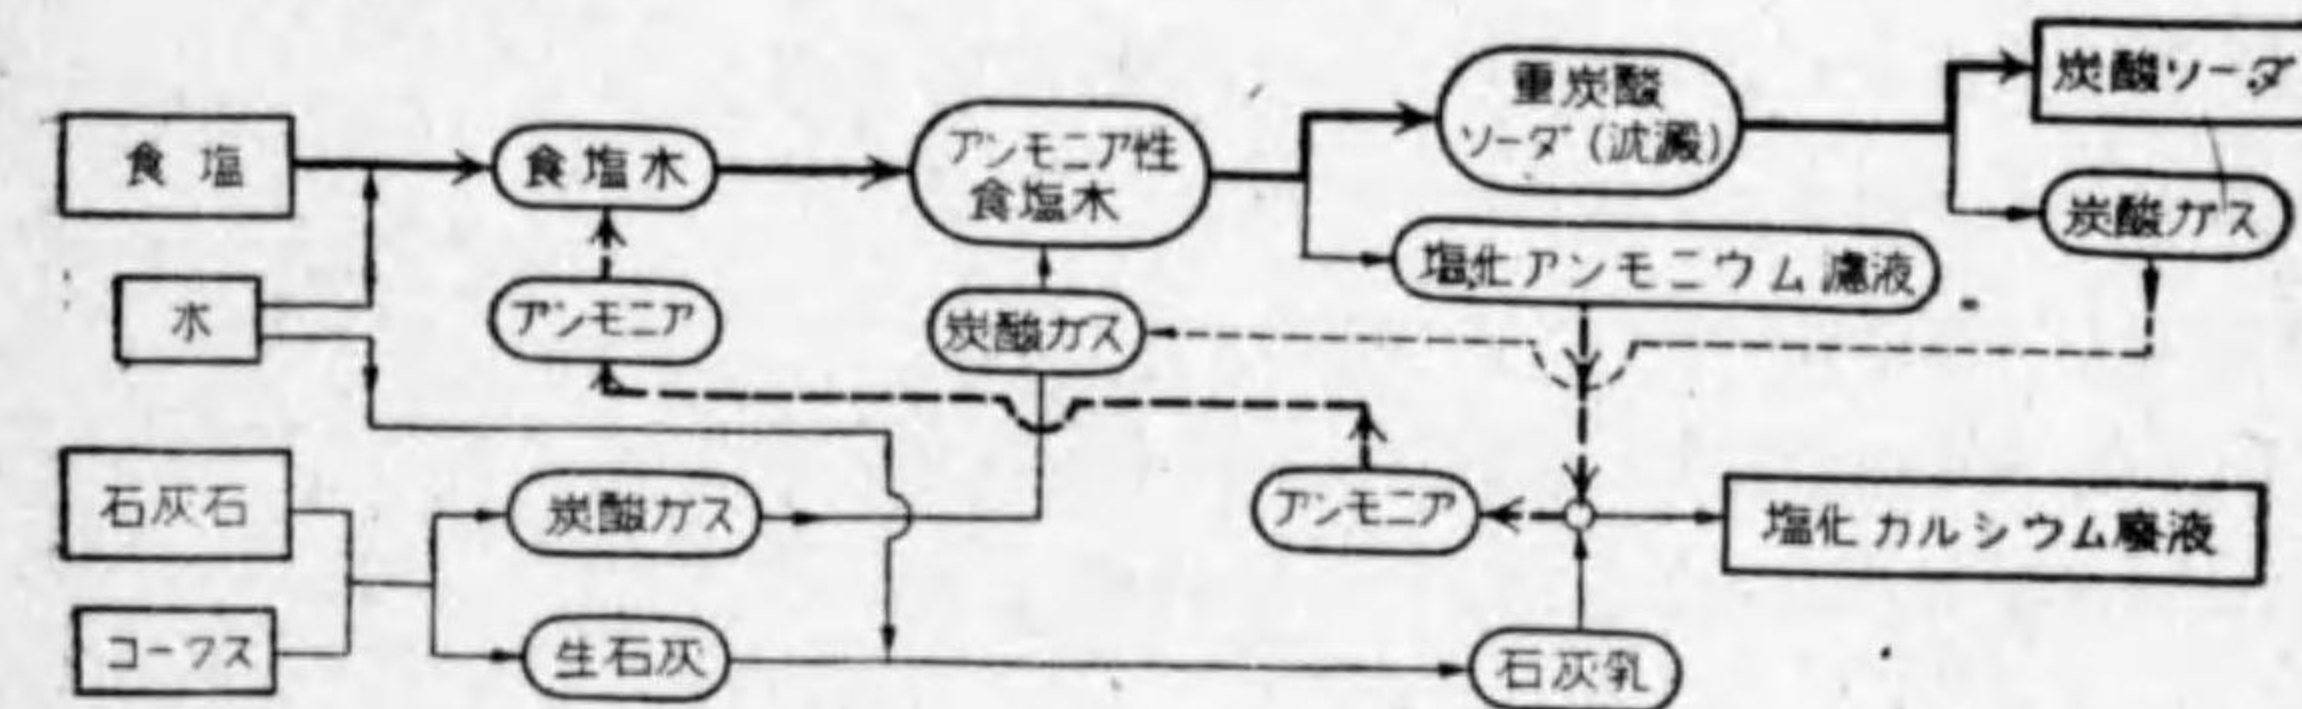 食塩
水
石灰石
コークス
食塩水
アンモニア
炭酸ガス
生石灰
アンモニア性
食塩水
炭酸ガス
重炭酸
ソーダ(沈澱)
塩化アンモニウム濾液
アンモニア
石灰乳
炭酸ソーダ
炭酸ガス
塩化カルシウム廢液